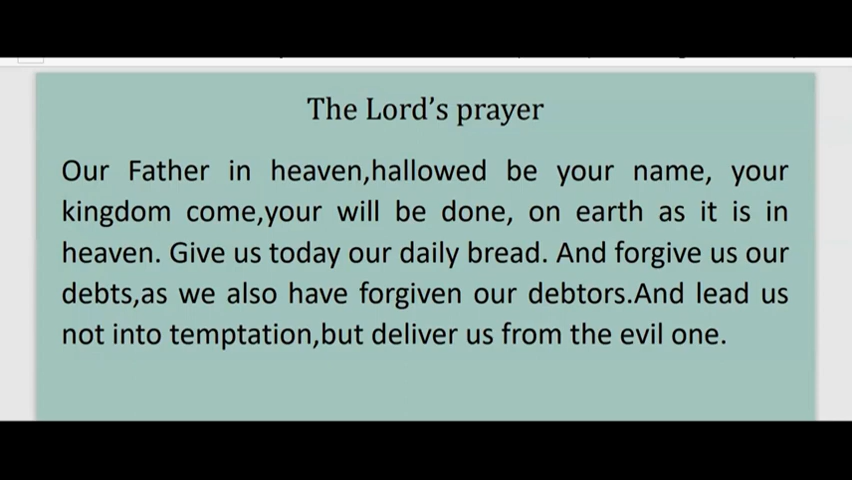 The Lord’s prayer
Our Father in heaven,hallowed be your name, your
kingdom come,your will be done, on earth as it is in
heaven. Give us today our daily bread. And forgive us our
debts,as we also have forgiven our debtors.And lead us
not into temptation,but deliver us from the evil one.